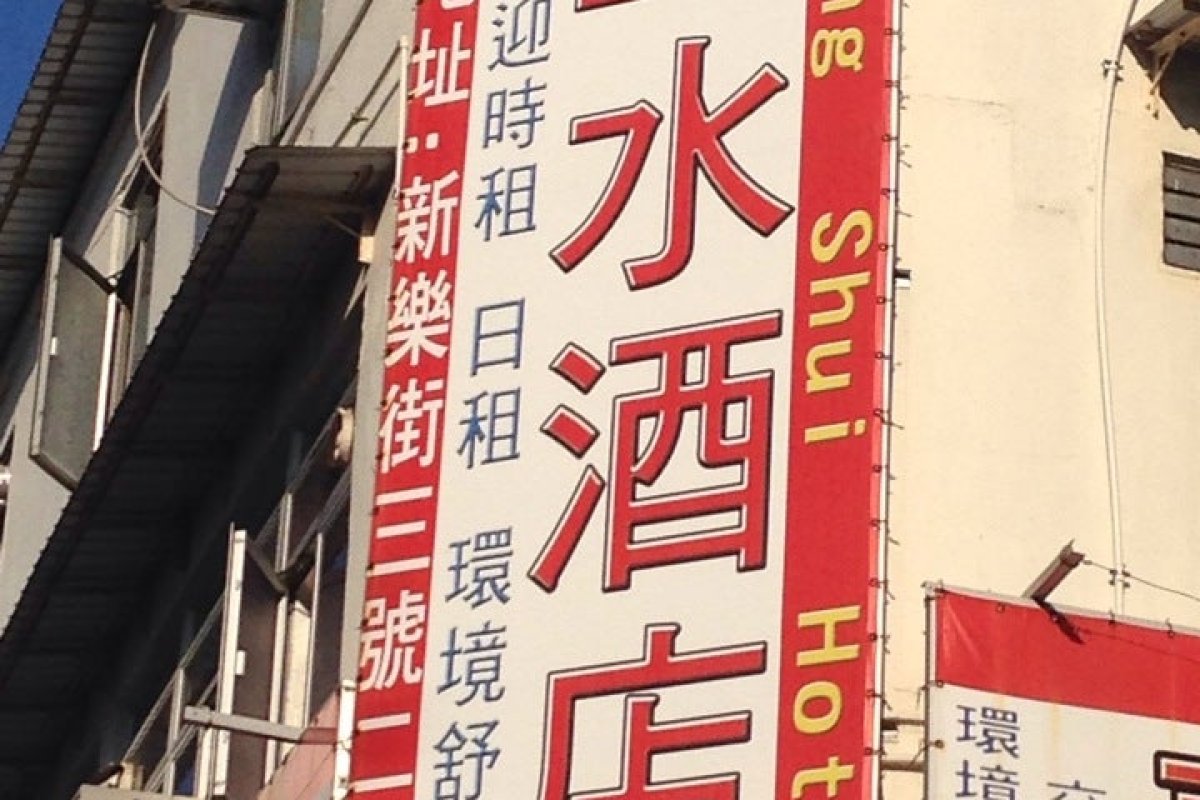 址：新樂街三號二
迎時租 日租 環境舒
水酒店
ng Shui Hot
環境